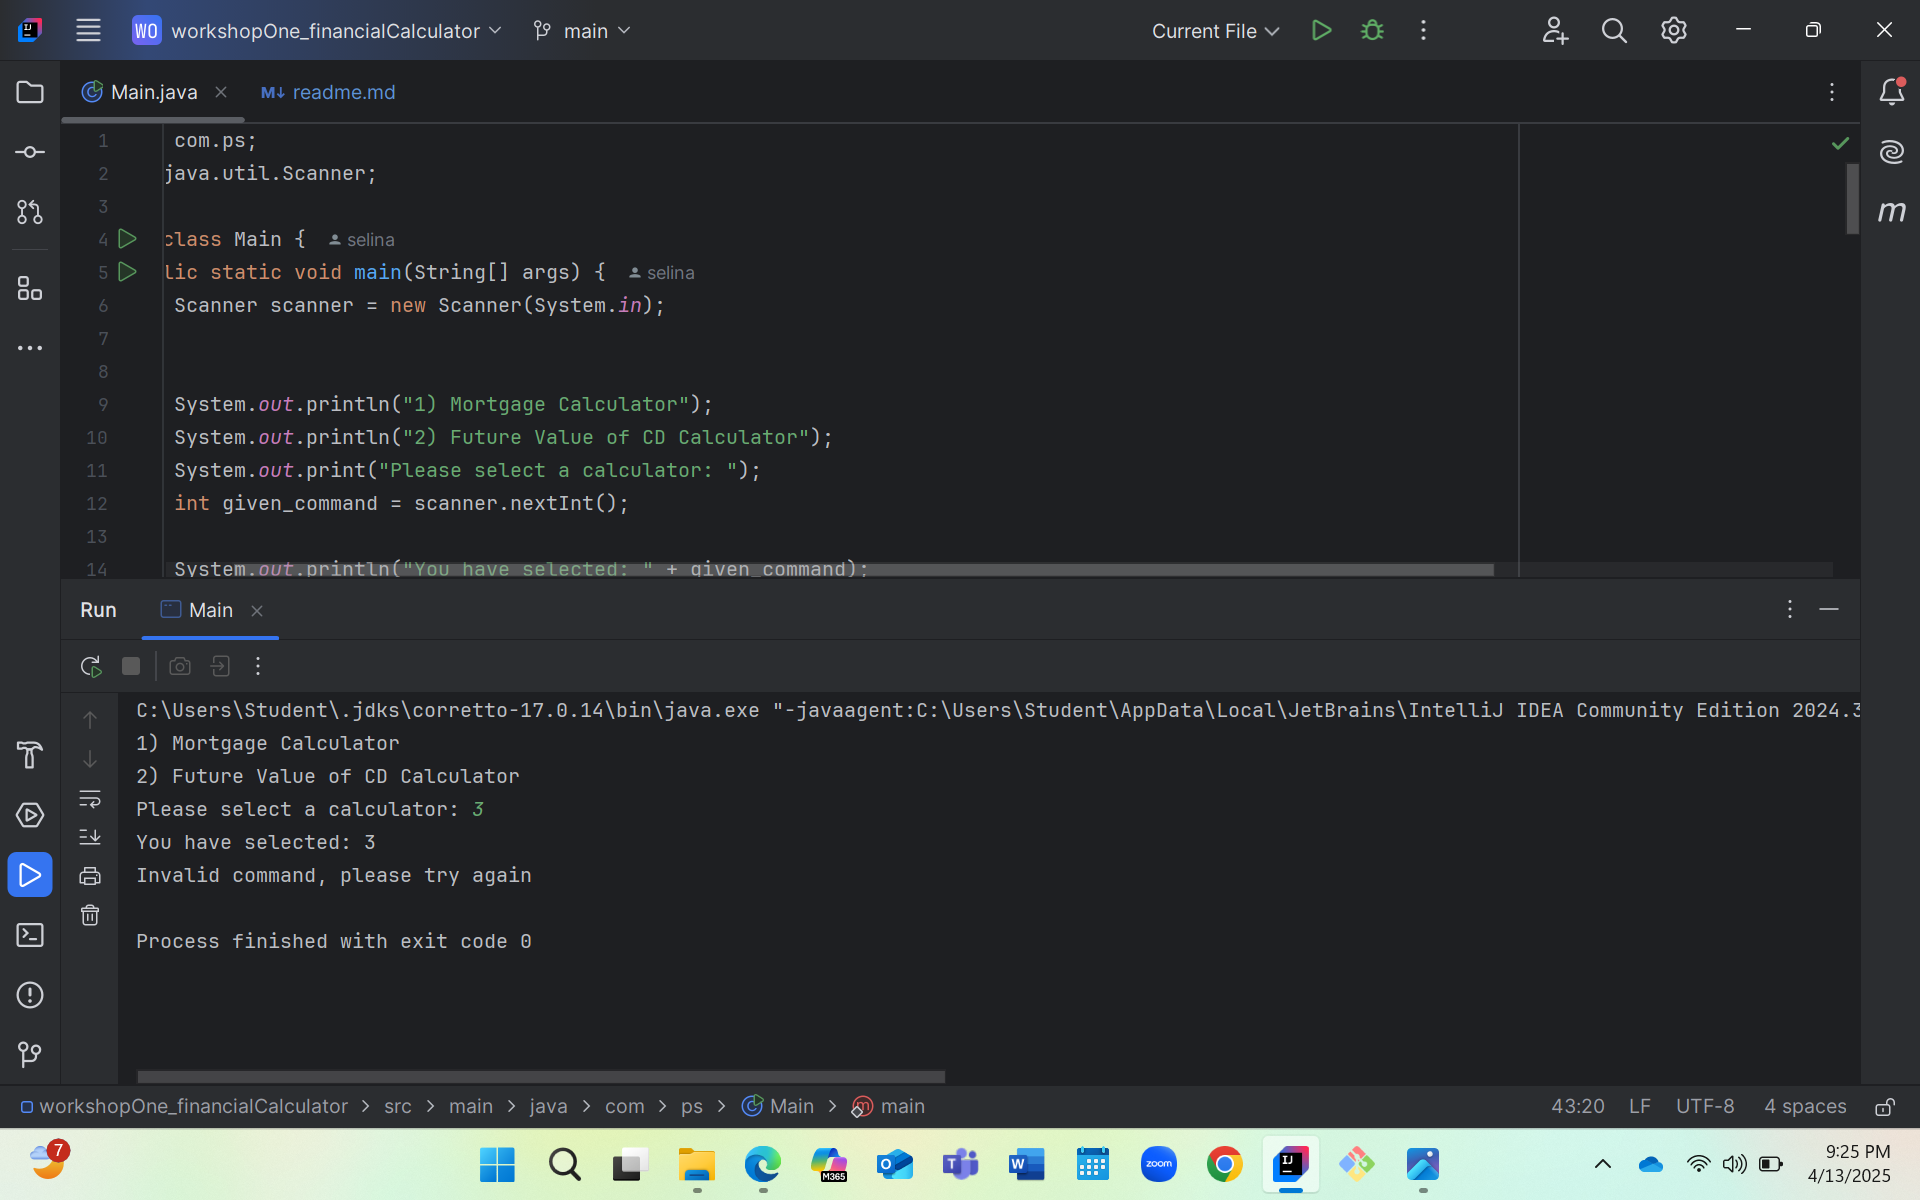 WO workshopOne_financialCalculator main Current File
Main.java M↓ readme.md
1 com.ps;
2 java.util.Scanner;
3
4 class Main { selina
5 lic static void main(String[] args) { selina
6 Scanner scanner = new Scanner(System.in);
7
8
9 System.out.println("1) Mortgage Calculator");
10 System.out.println("2) Future Value of CD Calculator");
11 System.out.print("Please select a calculator: ");
12 int given_command = scanner.nextInt();
13
14 System.out.println("You have selected: " + given_command);
Run Main
C:\Users\Student\.jdks\corretto-17.0.14\bin\java.exe "-javaagent:C:\Users\Student\AppData\Local\JetBrains\IntelliJ IDEA Community Edition 2024.3
1) Mortgage Calculator
2) Future Value of CD Calculator
Please select a calculator: 3
You have selected: 3
Invalid command, please try again
Process finished with exit code 0
workshopOne_financialCalculator > src > main > java > com > ps > Main > main 43:20 LF UTF-8 4 spaces
7 M365 zoom 9:25 PM
4/13/2025